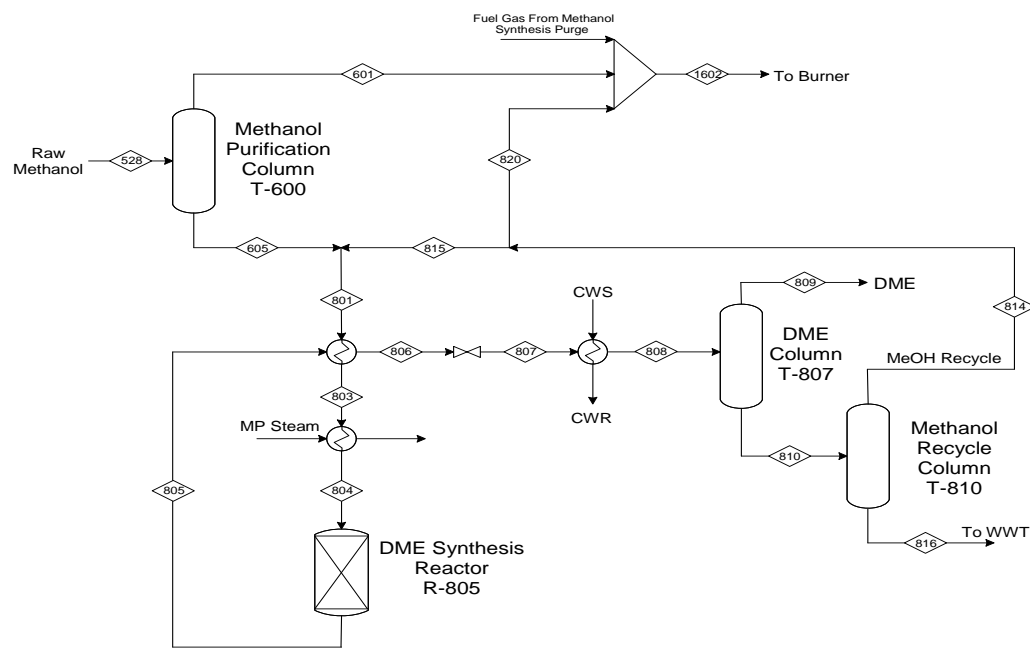 Fuel Gas From Methanol
Synthesis Purge
601
1602
To Burner
Raw
Methanol
528
Methanol
Purification
Column
T-600
820
605
815
801
CWS
809
DME
814
806
807
808
DME
Column
T-807
MeOH Recycle
803
CWR
MP Steam
Methanol
Recycle
Column
T-810
810
805
804
To WWT
816
DME Synthesis
Reactor
R-805